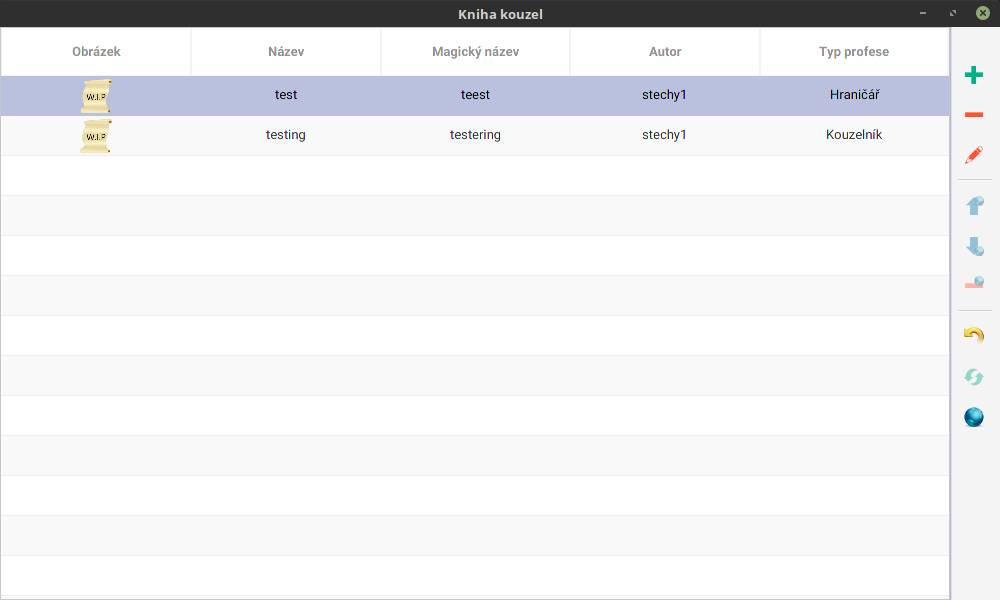 Kniha kouzel
Obrázek Název Magický název Autor Typ profese
W.I.P test teest stechy1 Hraničář
W.I.P testing testering stechy1 Kouzelník